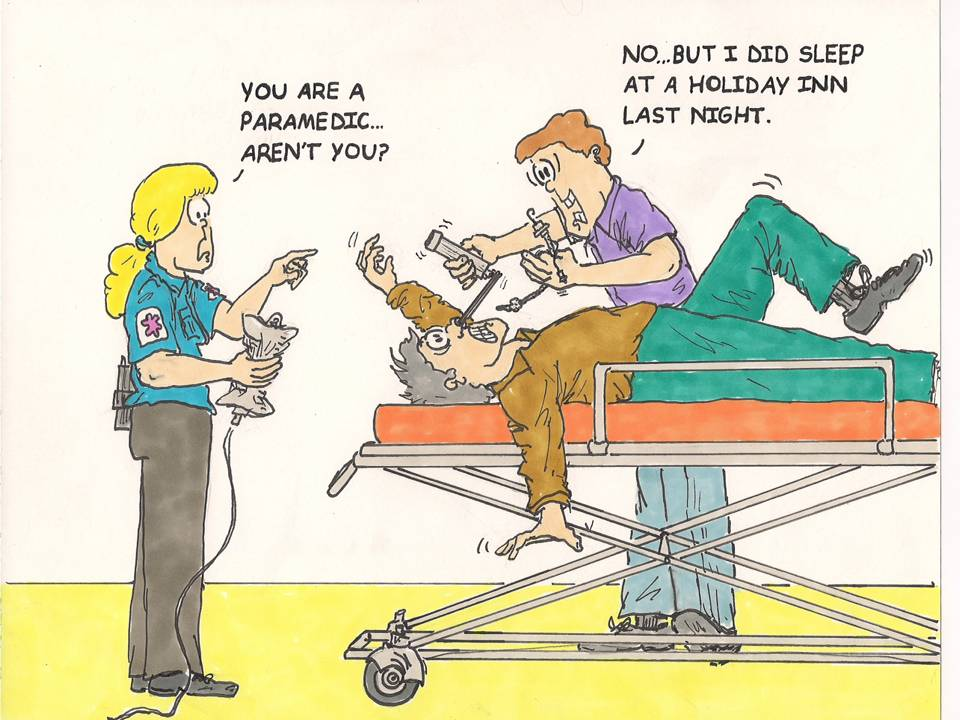 YOU ARE A
PARAMEDIC...
AREN'T YOU?
NO...BUT I DID SLEEP
AT A HOLIDAY INN
LAST NIGHT.